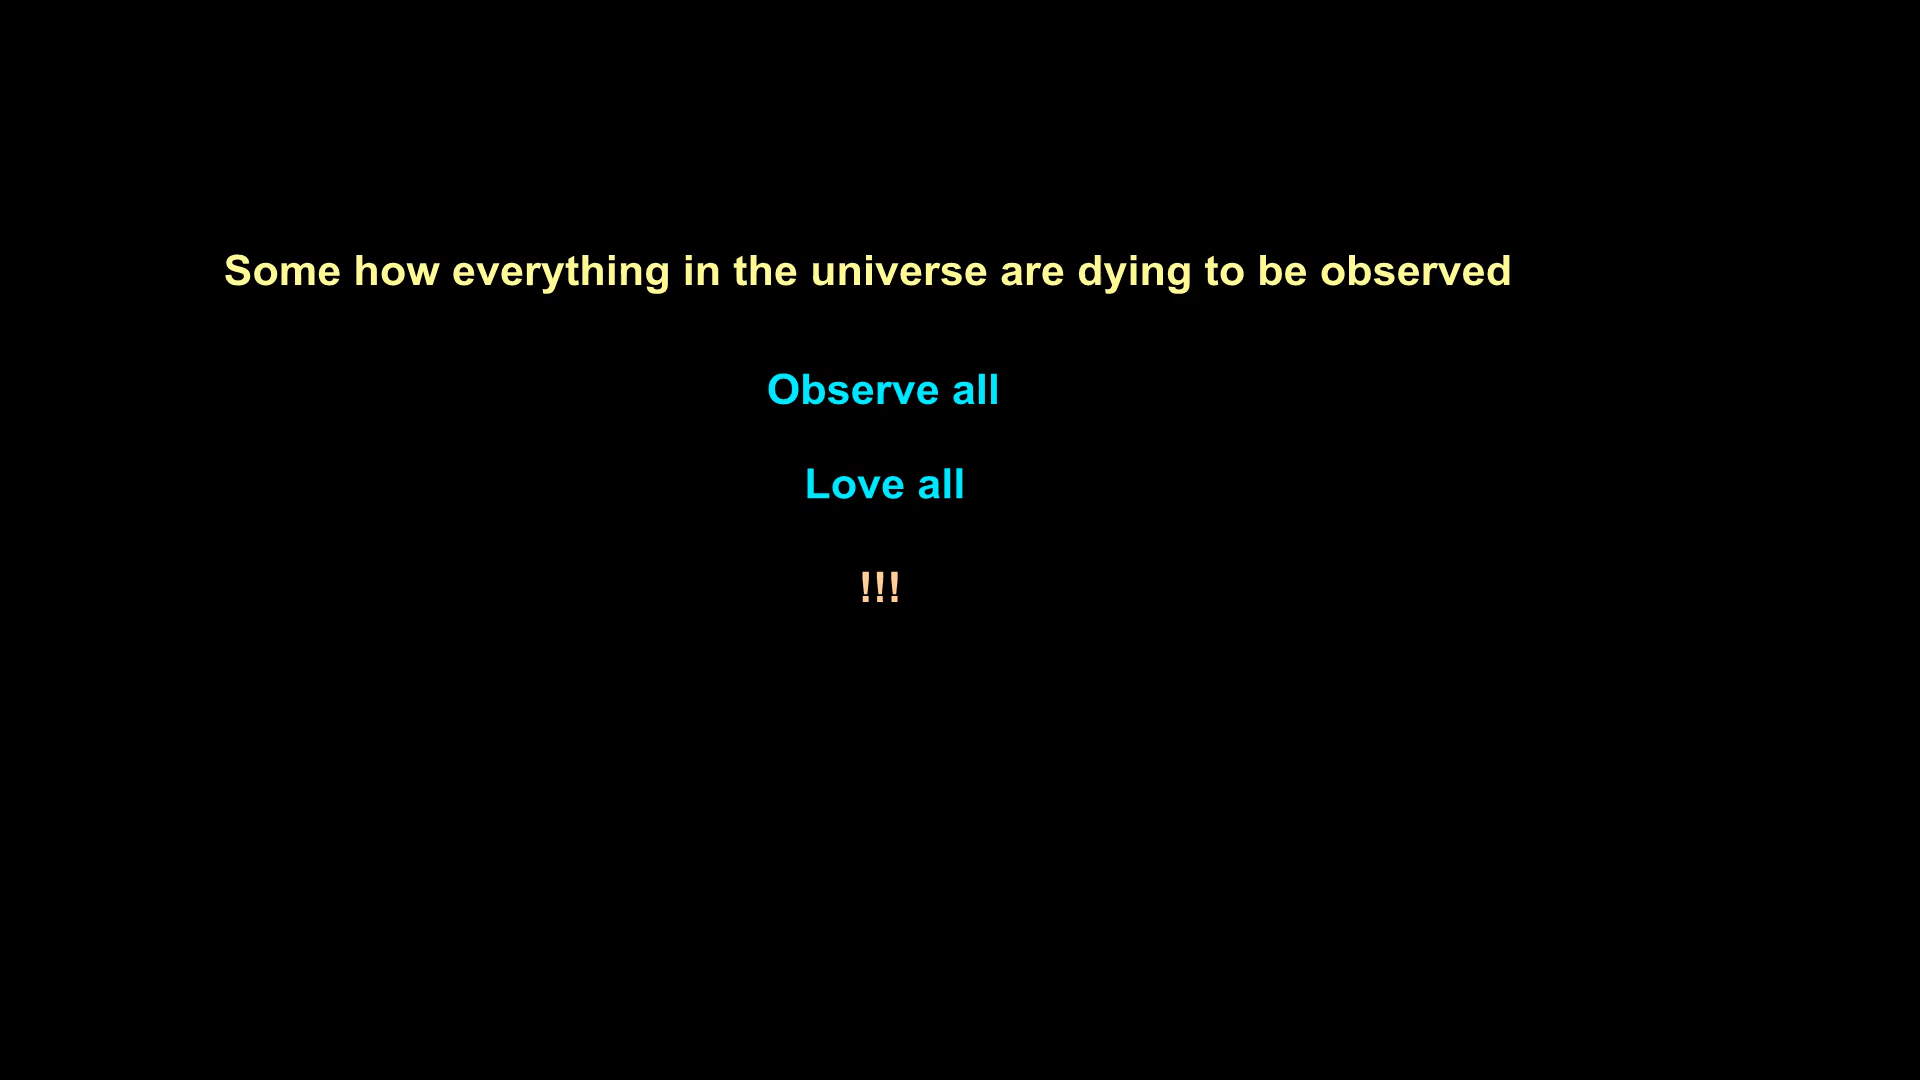 Some how everything in the universe are dying to be observed
Observe all
Love all
!!!